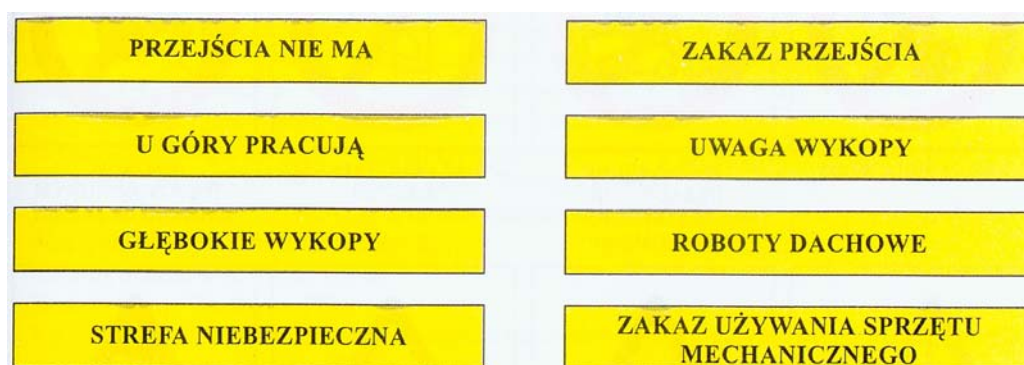 PRZEJŚCIA NIE MA
ZAKAZ PRZEJŚCIA
U GÓRY PRACUJĄ
UWAGA WYKOPY
GŁĘBOKIE WYKOPY
ROBOTY DACHOWE
STREFA NIEBEZPIECZNA
ZAKAZ UŻYWANIA SPRZĘTU
MECHANICZNEGO